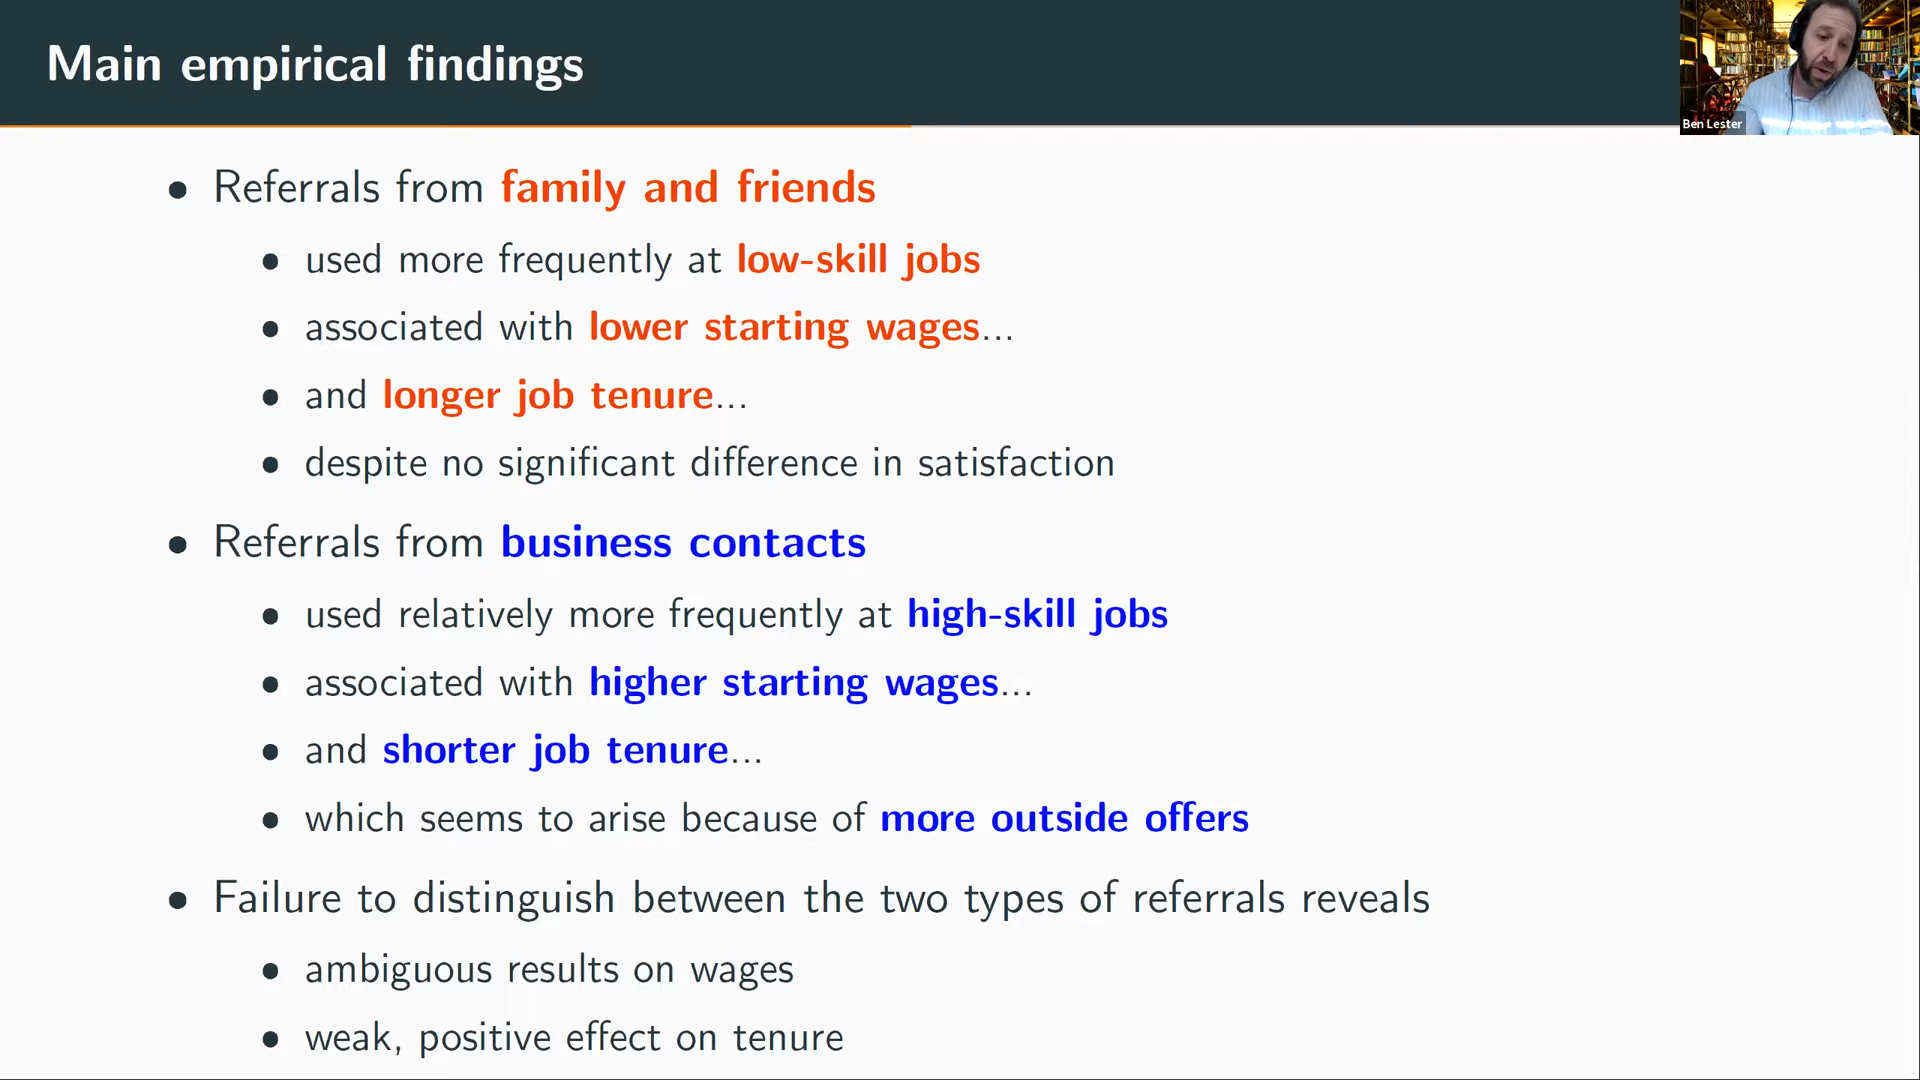 Main empirical findings
Ben Lester
• Referrals from family and friends
• used more frequently at low-skill jobs
• associated with lower starting wages...
• and longer job tenure...
• despite no significant difference in satisfaction
• Referrals from business contacts
• used relatively more frequently at high-skill jobs
• associated with higher starting wages...
• and shorter job tenure...
• which seems to arise because of more outside offers
• Failure to distinguish between the two types of referrals reveals
• ambiguous results on wages
• weak, positive effect on tenure